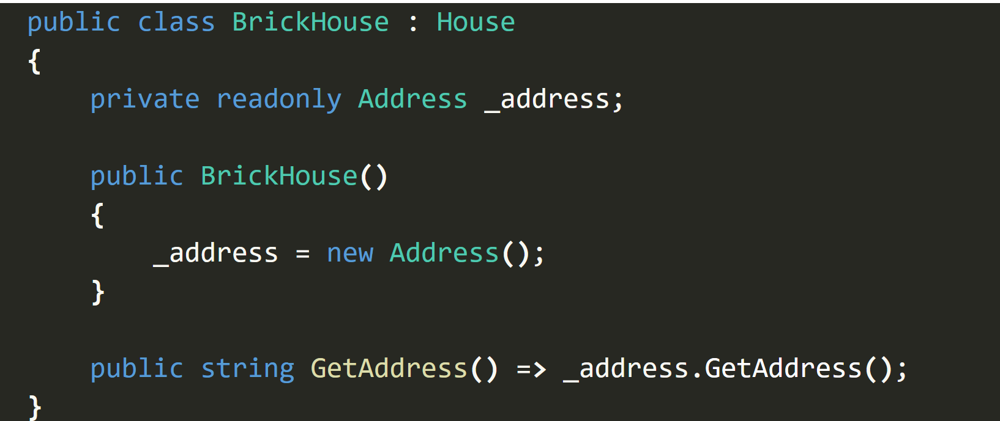 public class BrickHouse : House
{
    private readonly Address _address;

    public BrickHouse()
    {
        _address = new Address();
    }

    public string GetAddress() => _address.GetAddress();
}